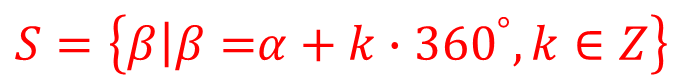 S = {β|β =α + k · 360°, k ∈ Z}